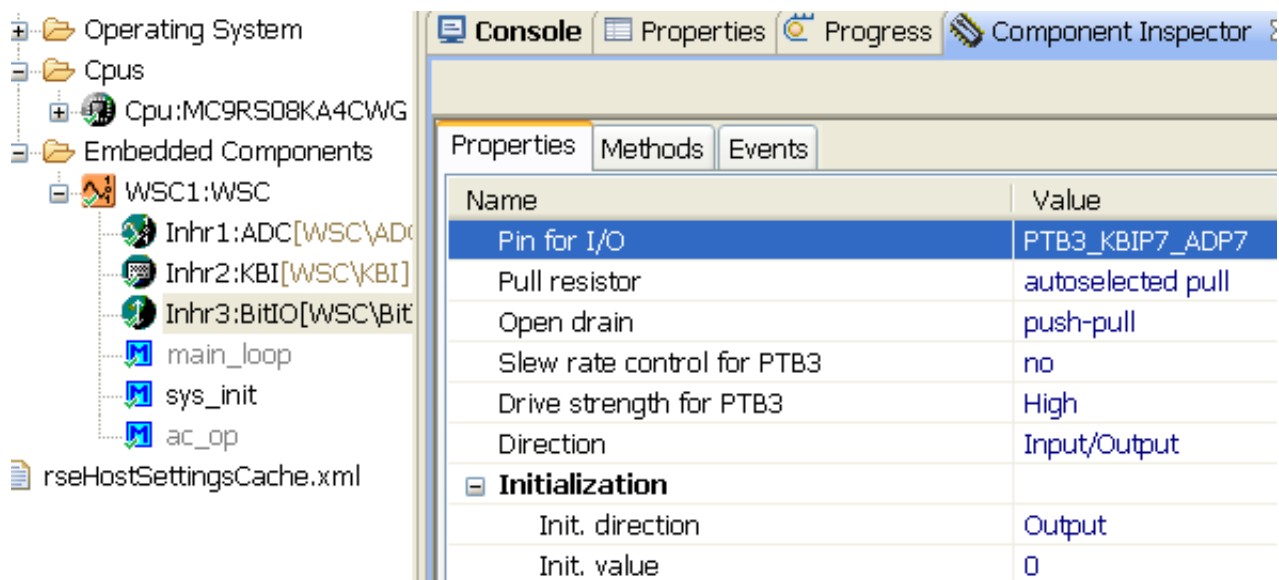 Operating System
Cpus
Cpu:MC9RS08KA4CWG
Embedded Components
WSC1:WSC
Inhr1:ADC[WSC\AD
Inhr2:KBI[WSC\KBI]
Inhr3:BitIO[WSC\Bit
main_loop
sys_init
ac_op
rseHostSettingsCache.xml
Console Properties Progress Component Inspector
Properties Methods Events
Name Value
Pin for I/O PTB3_KBIP7_ADP7
Pull resistor autoselected pull
Open drain push-pull
Slew rate control for PTB3 no
Drive strength for PTB3 High
Direction Input/Output
Initialization
Init. direction Output
Init. value 0